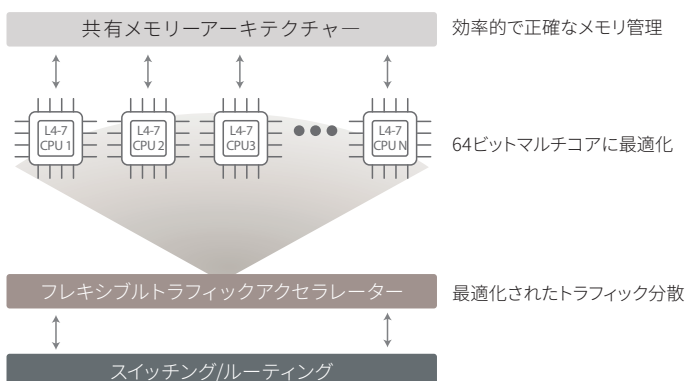 共有メモリーアーキテクチャー
効率的で正確なメモリ管理
L4-7
CPU 1
L4-7
CPU 2
L4-7
CPU3
L4-7
CPU N
64ビットマルチコアに最適化
フレキシブルトラフィックアクセラレーター
最適化されたトラフィック分散
スイッチング/ルーティング